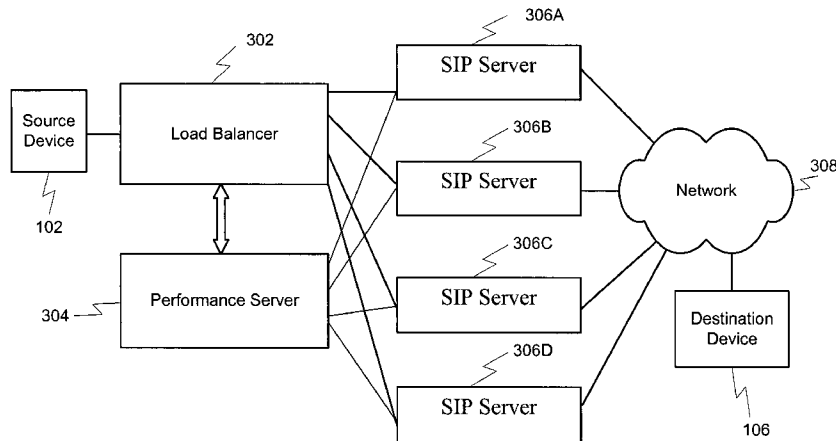 306A
302
SIP Server
Source
Device
Load Balancer
306B
SIP Server
Network
308
102
306C
304
Performance Server
SIP Server
Destination
Device
306D
SIP Server
106